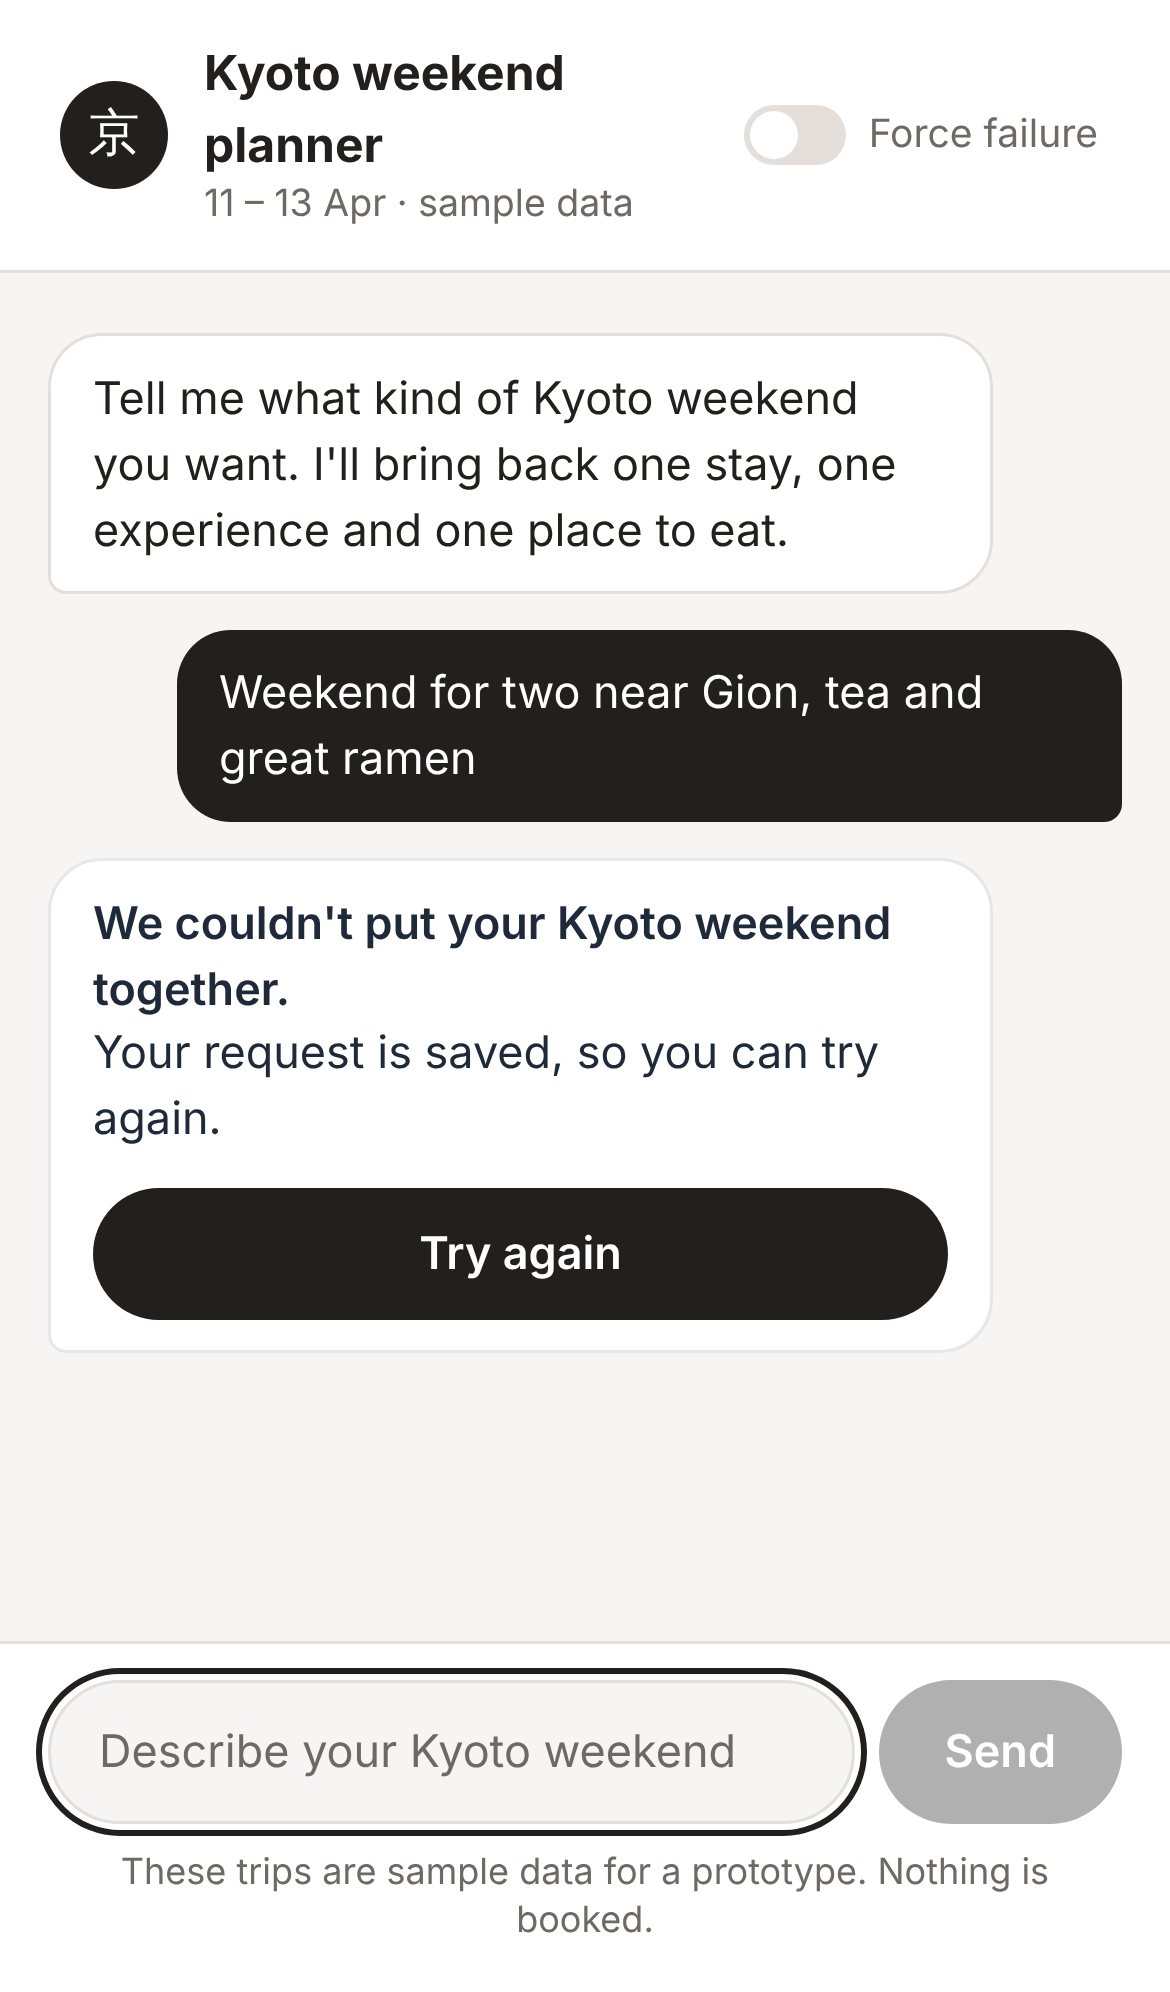 京
Kyoto weekend
planner
11 – 13 Apr · sample data
Force failure
Tell me what kind of Kyoto weekend
you want. I'll bring back one stay, one
experience and one place to eat.
Weekend for two near Gion, tea and
great ramen
We couldn't put your Kyoto weekend
together.
Your request is saved, so you can try
again.
Try again
Describe your Kyoto weekend
Send
These trips are sample data for a prototype. Nothing is
booked.